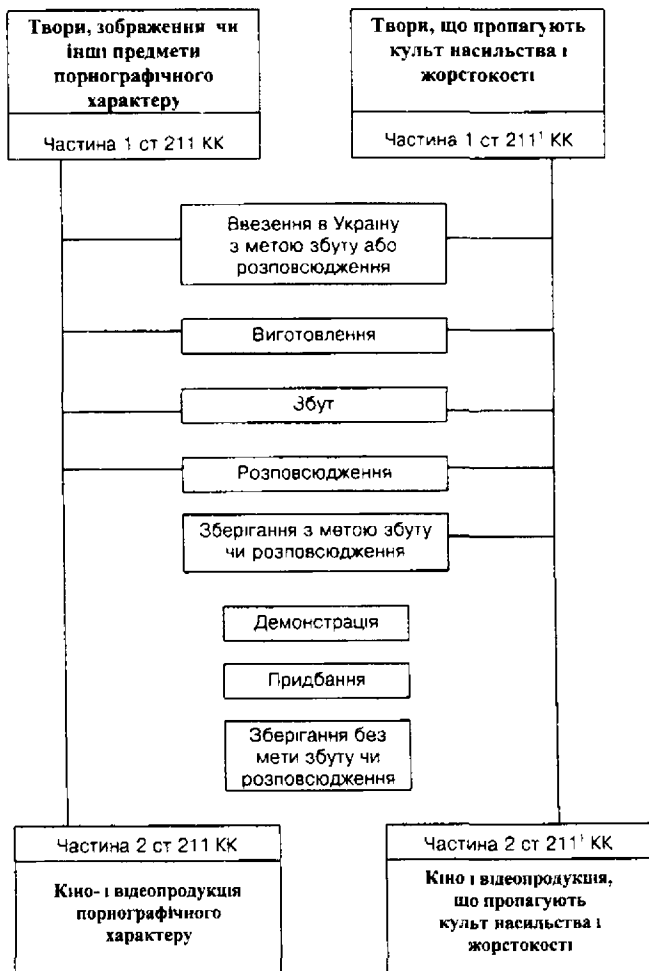 Твори, зображення чи
інші предмети
порнографічного
характеру
Частина 1 ст 211 КК
Твори, що пропагують
культ насильства і
жорстокості
Частина 1 ст 211¹ КК
Ввезення в Україну
з метою збуту або
розповсюдження
Виготовлення
Збут
Розповсюдження
Зберігання з метою збуту
чи розповсюдження
Демонстрація
Придбання
Зберігання без
мети збуту чи
розповсюдження
Частина 2 ст 211 КК
Кіно- і відеопродукція
порнографічного
характеру
Частина 2 ст 211¹ КК
Кіно і відеопродукція,
що пропагують
культ насильства і
жорстокості